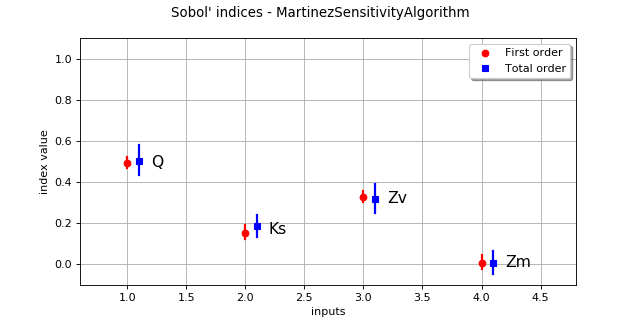 Sobol' indices - MartinezSensitivityAlgorithm
First order
Total order
1.0
0.8
0.6
0.4
0.2
0.0
index value
Q
Ks
Zv
Zm
1.0 1.5 2.0 2.5 3.0 3.5 4.0 4.5
inputs